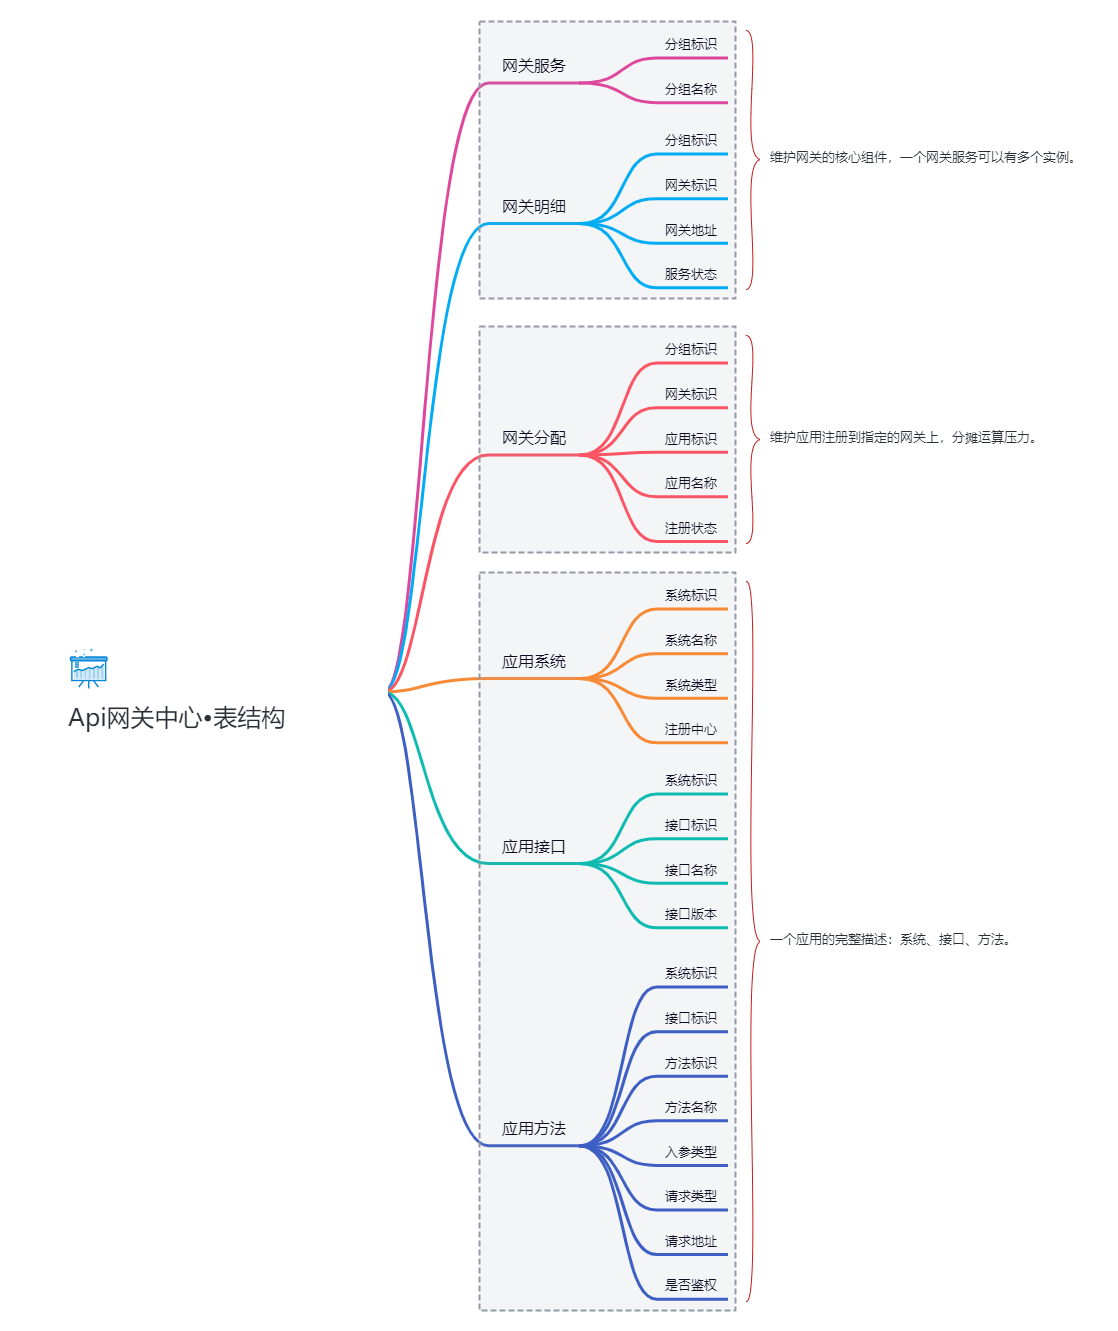 Api网关中心•表结构
网关服务
分组标识
分组名称
网关明细
分组标识
网关标识
网关地址
服务状态
维护网关的核心组件，一个网关服务可以有多个实例。
网关分配
分组标识
网关标识
应用标识
应用名称
注册状态
维护应用注册到指定的网关上，分摊运算压力。
应用系统
系统标识
系统名称
系统类型
注册中心
应用接口
系统标识
接口标识
接口名称
接口版本
应用方法
系统标识
接口标识
方法标识
方法名称
入参类型
请求类型
请求地址
是否鉴权
一个应用的完整描述：系统、接口、方法。